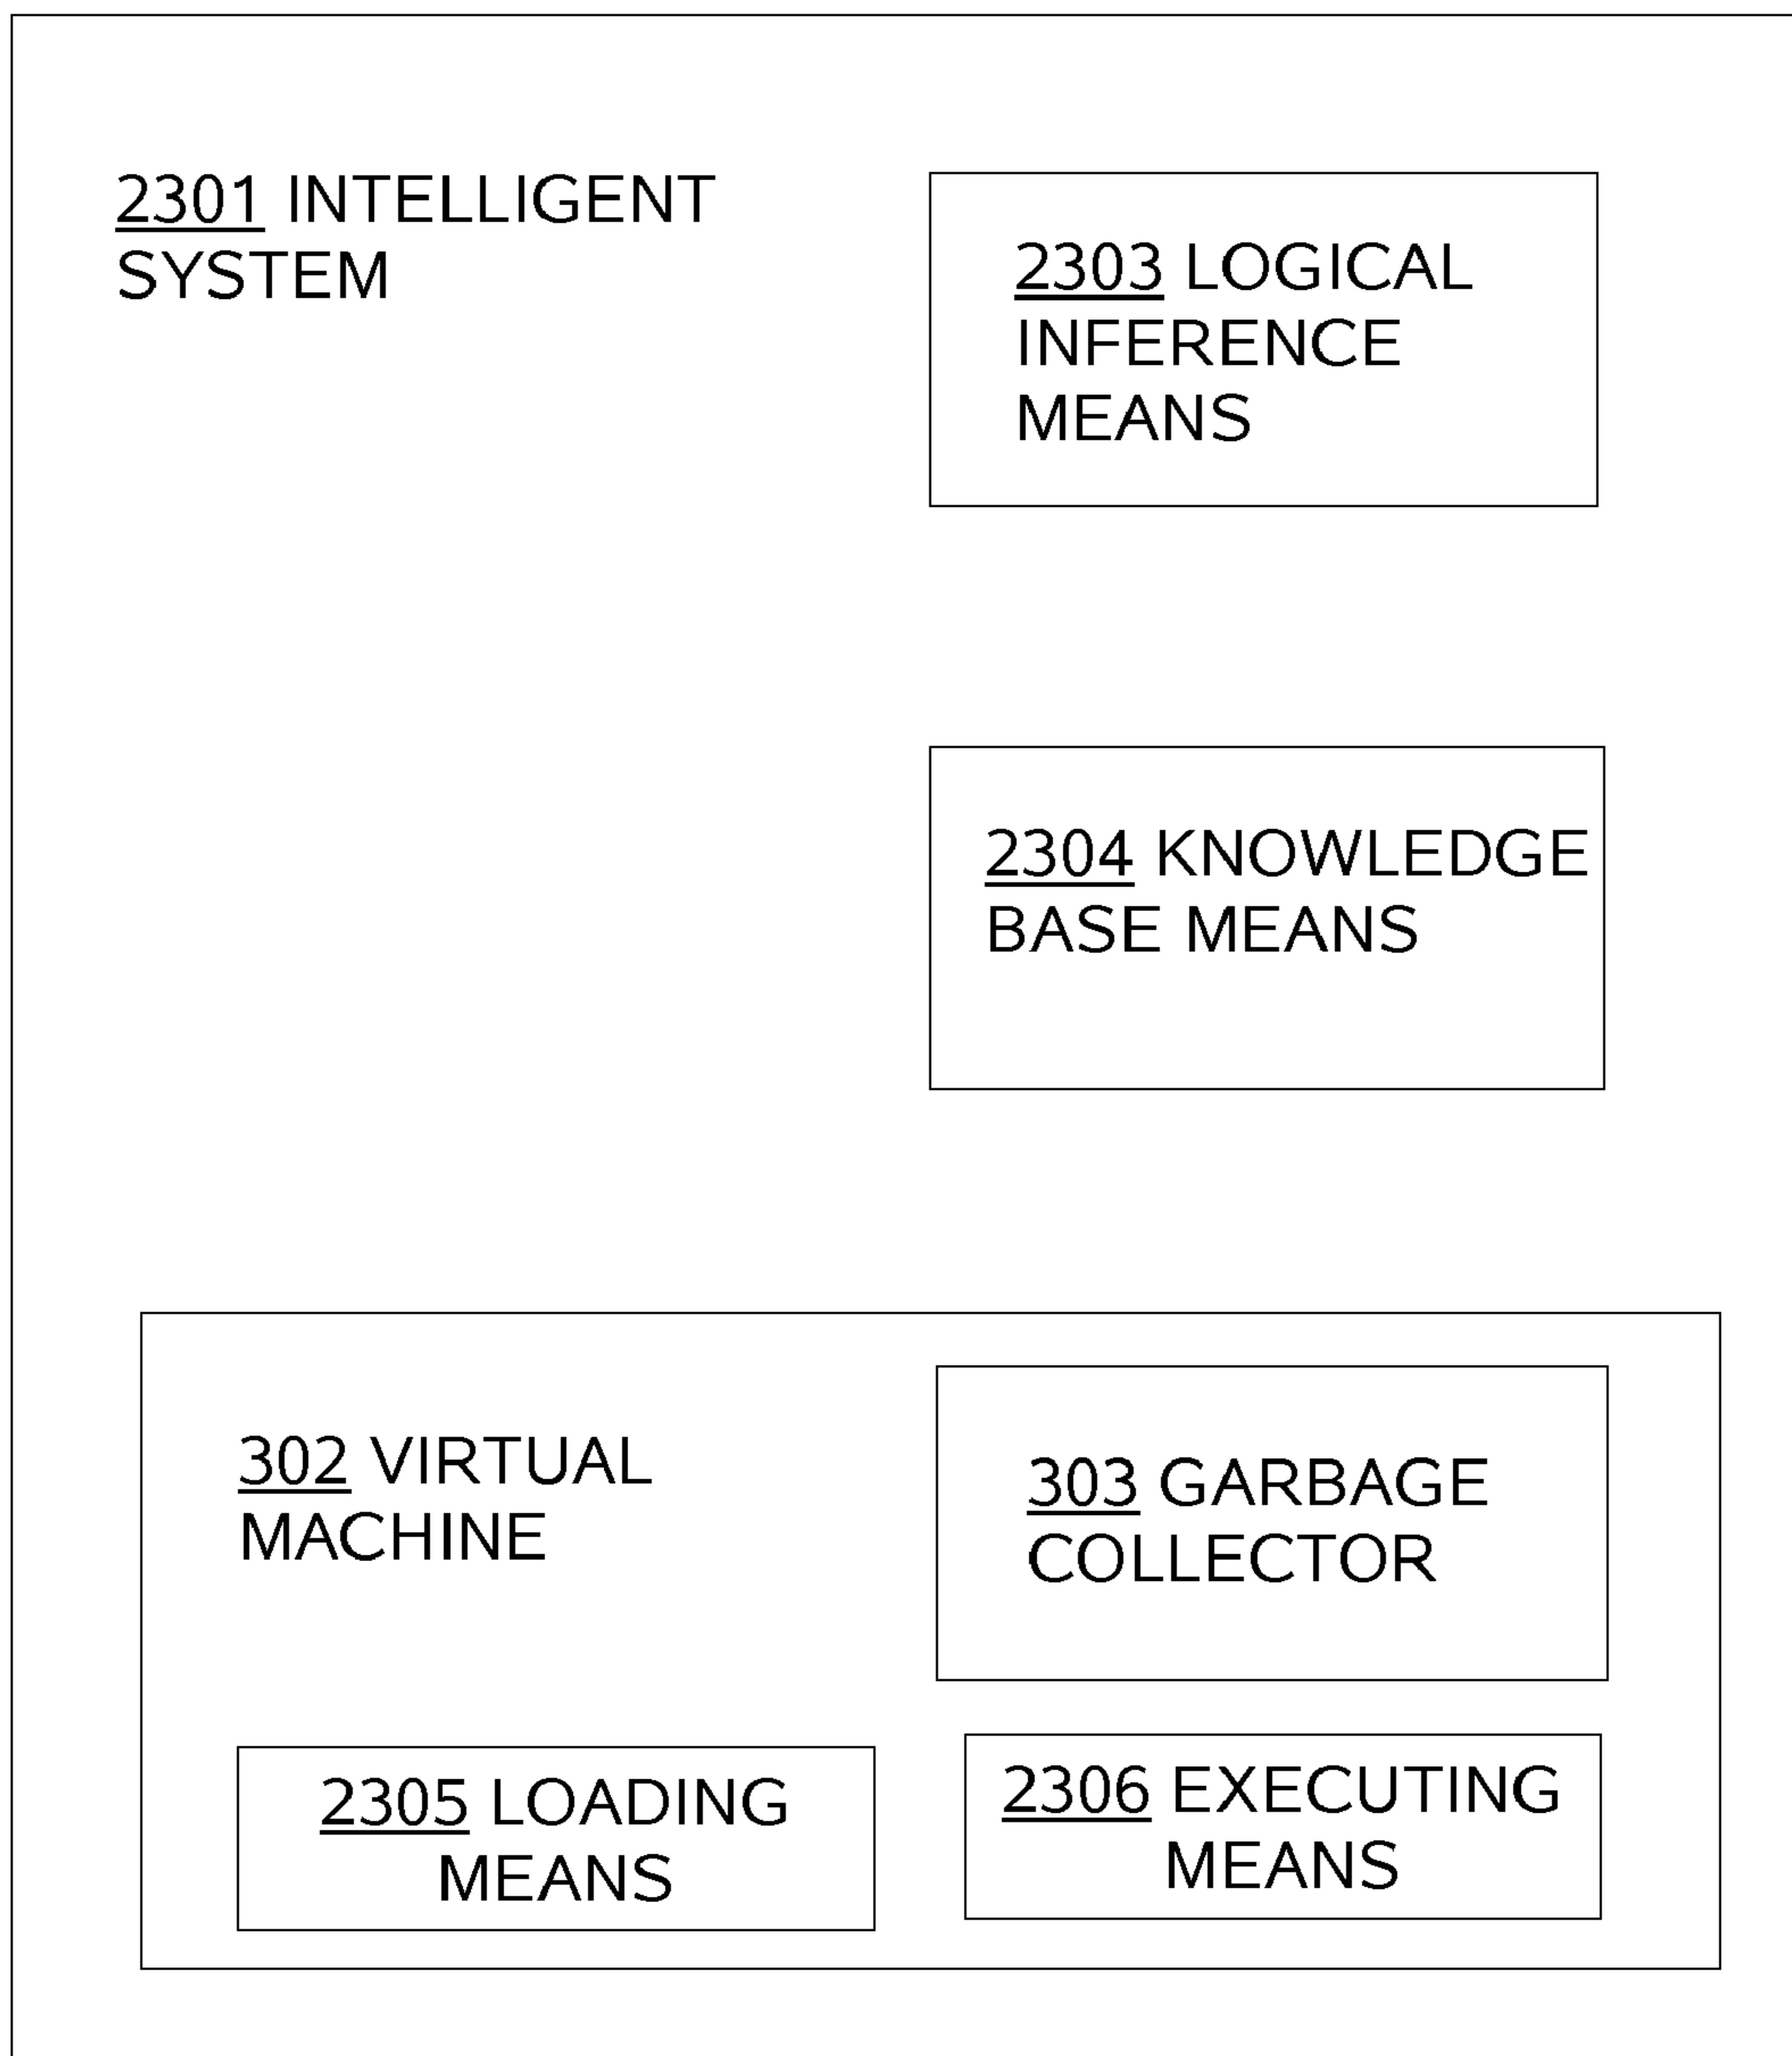 2301 INTELLIGENT
SYSTEM
2303 LOGICAL
INFERENCE
MEANS
2304 KNOWLEDGE
BASE MEANS
302 VIRTUAL
MACHINE
303 GARBAGE
COLLECTOR
2305 LOADING
MEANS
2306 EXECUTING
MEANS